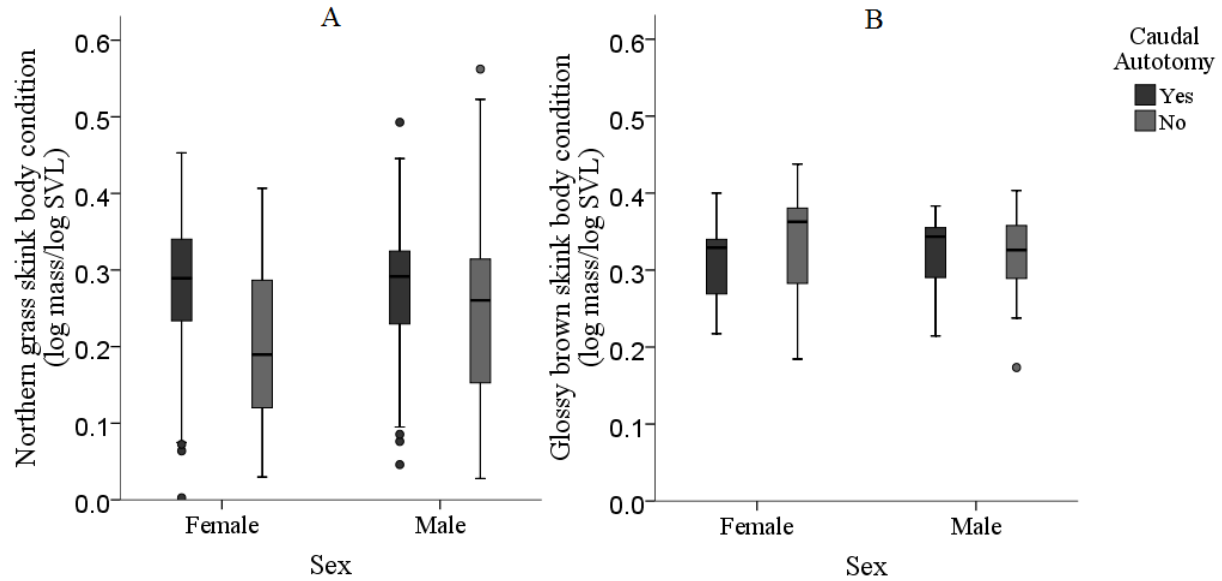 A
Northern grass skink body condition
(log mass/log SVL)
0.6
0.5
0.4
0.3
0.2
0.1
0.0
Female
Male
Sex
B
Glossy brown skink body condition
(log mass/log SVL)
0.6
0.5
0.4
0.3
0.2
0.1
0.0
Female
Male
Sex
Caudal
Autotomy
Yes
No